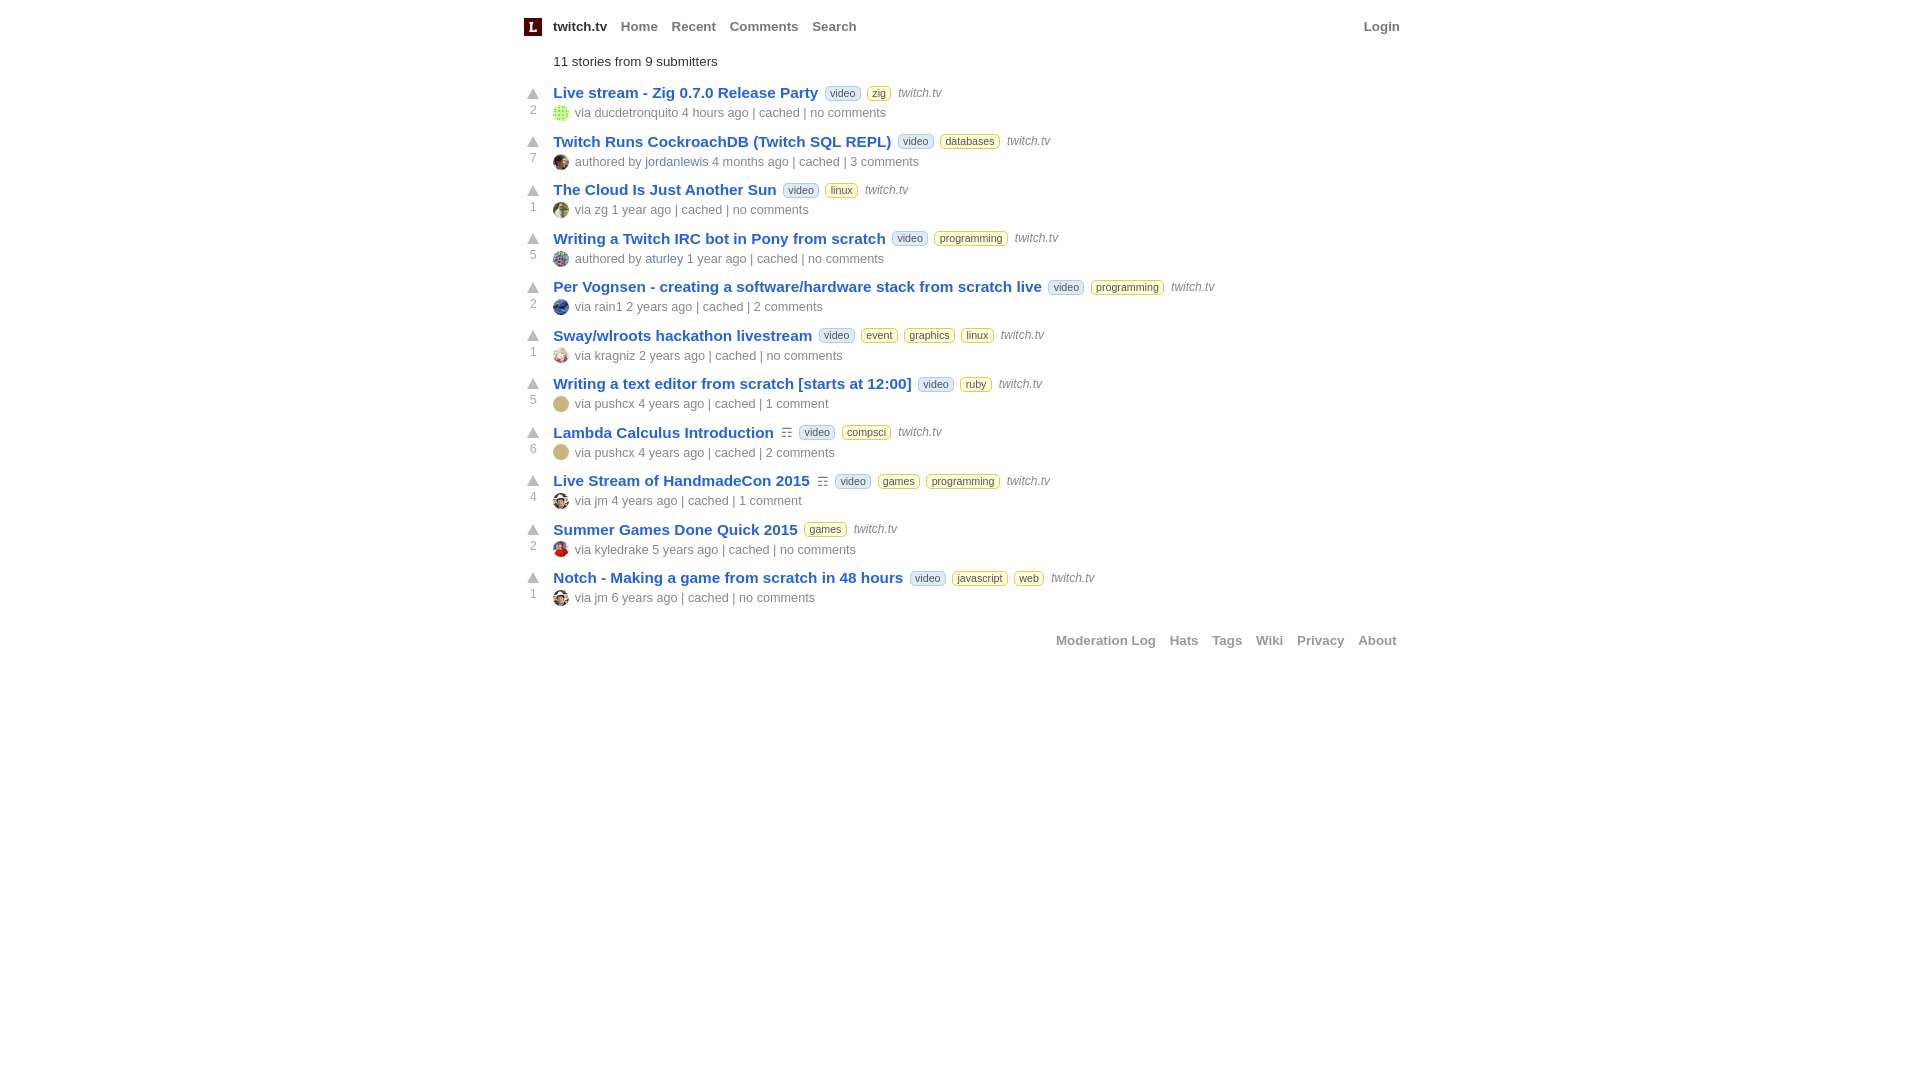 L twitch.tv Home Recent Comments Search Login
11 stories from 9 submitters
Live stream - Zig 0.7.0 Release Party video zig twitch.tv
2 via ducdetronquito 4 hours ago | cached | no comments
Twitch Runs CockroachDB (Twitch SQL REPL) video databases twitch.tv
7 authored by jordanlewis 4 months ago | cached | 3 comments
The Cloud Is Just Another Sun video linux twitch.tv
1 via zg 1 year ago | cached | no comments
Writing a Twitch IRC bot in Pony from scratch video programming twitch.tv
5 authored by aturley 1 year ago | cached | no comments
Per Vognsen - creating a software/hardware stack from scratch live video programming twitch.tv
2 via rain1 2 years ago | cached | 2 comments
Sway/wlroots hackathon livestream video event graphics linux twitch.tv
1 via kragniz 2 years ago | cached | no comments
Writing a text editor from scratch [starts at 12:00] video ruby twitch.tv
5 via pushcx 4 years ago | cached | 1 comment
Lambda Calculus Introduction ☶ video compsci twitch.tv
6 via pushcx 4 years ago | cached | 2 comments
Live Stream of HandmadeCon 2015 ☶ video games programming twitch.tv
4 via jm 4 years ago | cached | 1 comment
Summer Games Done Quick 2015 games twitch.tv
2 via kyledrake 5 years ago | cached | no comments
Notch - Making a game from scratch in 48 hours video javascript web twitch.tv
1 via jm 6 years ago | cached | no comments
Moderation Log Hats Tags Wiki Privacy About